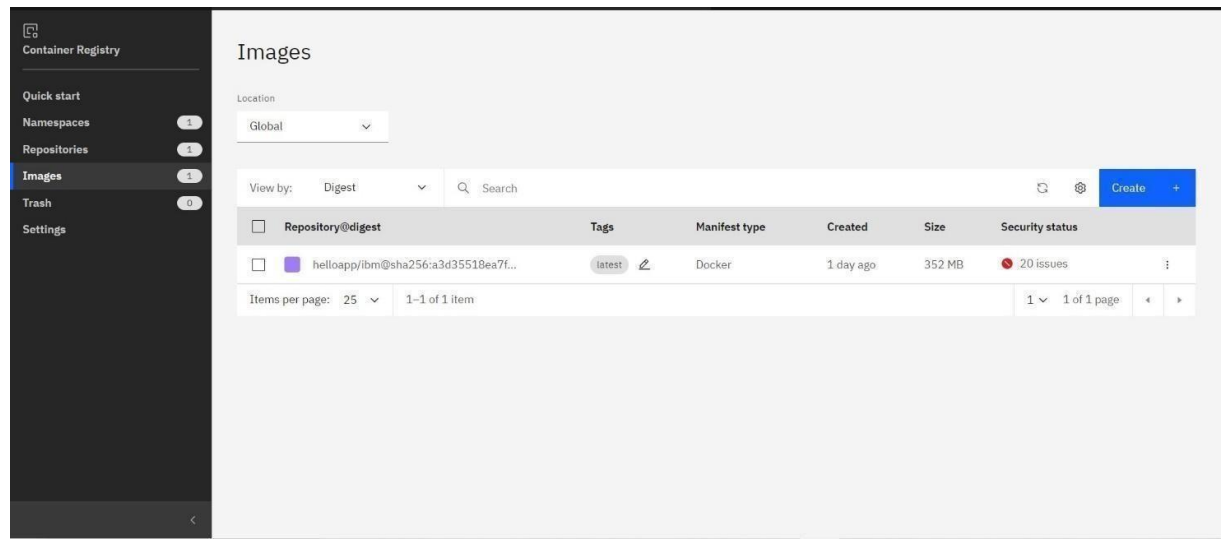 Container Registry
Quick start
Namespaces 1
Repositories 1
Images 1
Trash 0
Settings
Images
Location
Global
View by: Digest Search Create +
Repository@digest Tags Manifest type Created Size Security status
helloapp/ibm@sha256:a3d35518ea7f... latest Docker 1 day ago 352 MB 20 issues
Items per page: 25 1–1 of 1 item 1 1 of 1 page